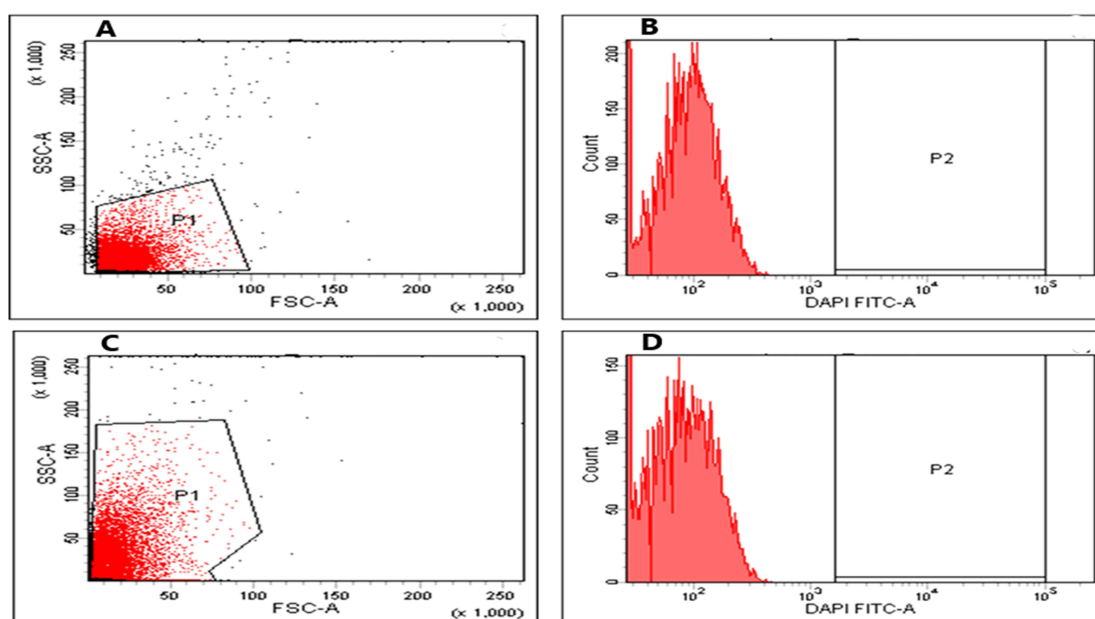 A
(x 1,000)
250
200
150
100
50
SSC-A
P1
50 100 150 200 250
FSC-A
(x 1,000)
B
200
150
100
50
0
Count
P2
10^2 10^3 10^4 10^5
DAPI FITC-A
C
(x 1,000)
250
200
150
100
50
SSC-A
P1
50 100 150 200 250
FSC-A
(x 1,000)
D
150
100
50
0
Count
P2
10^2 10^3 10^4 10^5
DAPI FITC-A